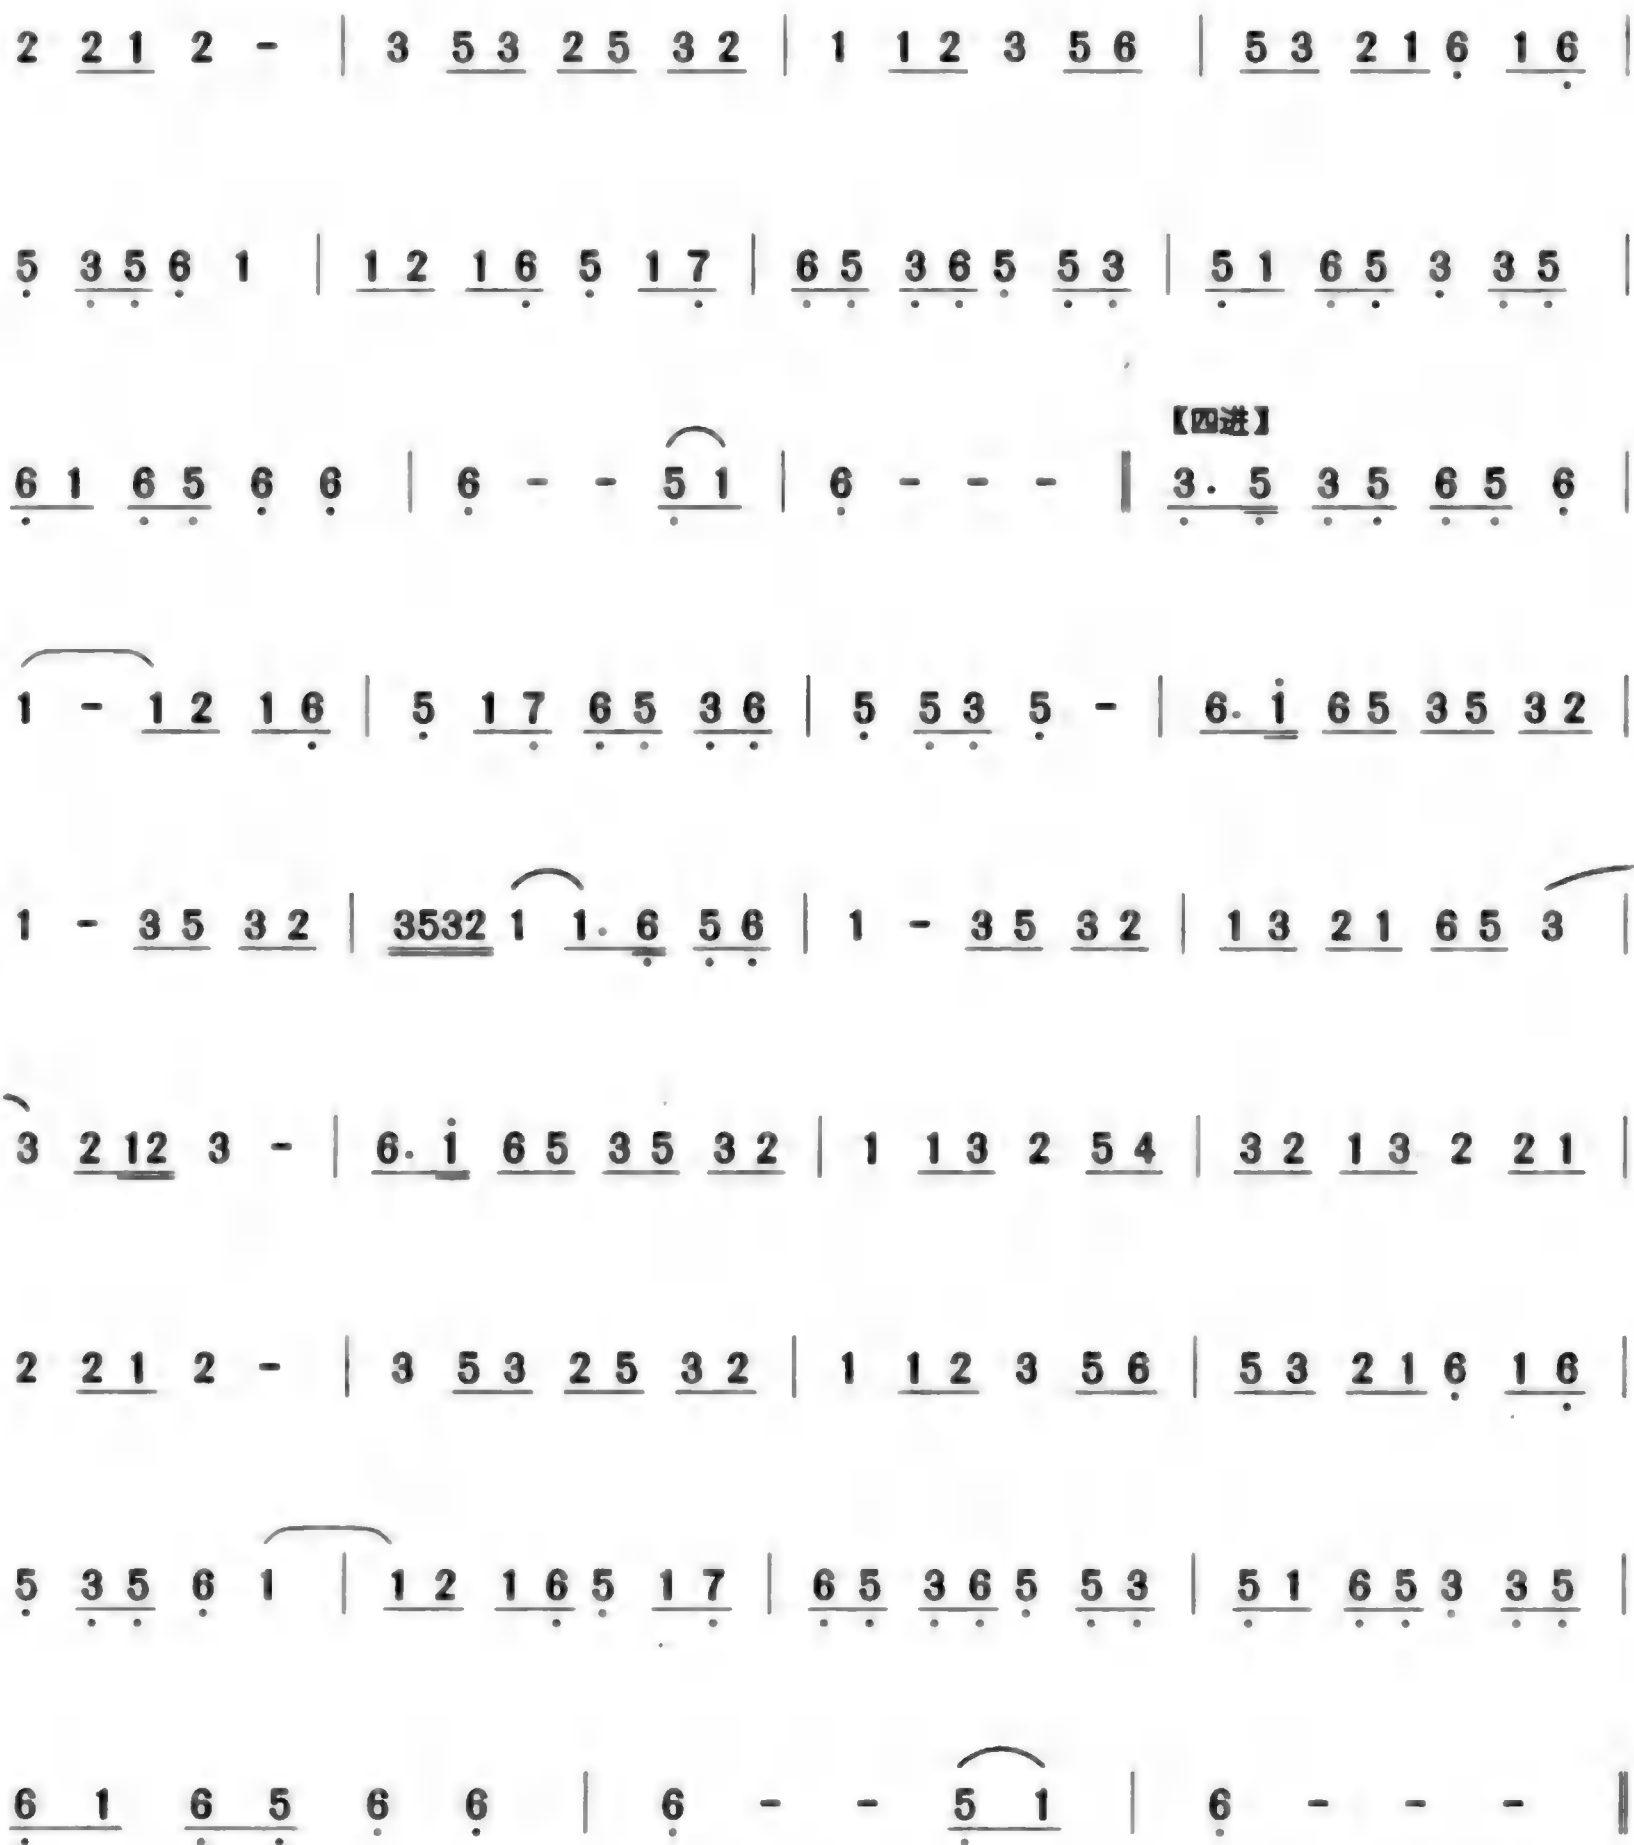 2 2 1 2 - | 3 5 3 2 5 3 2 | 1 1 2 3 5 6 | 5 3 2 1 6̣ 1 6̣ |
5̣ 3̣ 5̣ 6̣ 1 | 1 2 1 6̣ 5̣ 1 7̣ | 6̣ 5̣ 3̣ 6̣ 5̣ 5̣ 3̣ | 5̣ 1 6̣ 5̣ 3̣ 3̣ 5̣ |
【四进】
6̣ 1 6̣ 5̣ 6̣ 6̣ | 6̣ - - 5̣ 1 | 6̣ - - - ‖ 3̣. 5̣ 3̣ 5̣ 6̣ 5̣ 6̣ |
1 - 1 2 1 6̣ | 5̣ 1 7̣ 6̣ 5̣ 3̣ 6̣ | 5̣ 5̣ 3̣ 5̣ - | 6. 1̇ 6 5 3 5 3 2 |
1 - 3 5 3 2 | 3532 1 1. 6̣ 5̣ 6̣ | 1 - 3 5 3 2 | 1 3 2 1 6 5 3 |
3 2 12 3 - | 6. 1̇ 6 5 3 5 3 2 | 1 1 3 2 5 4 | 3 2 1 3 2 2 1 |
2 2 1 2 - | 3 5 3 2 5 3 2 | 1 1 2 3 5 6 | 5 3 2 1 6̣ 1 6̣ |
5̣ 3̣ 5̣ 6̣ 1 | 1 2 1 6̣ 5̣ 1 7̣ | 6̣ 5̣ 3̣ 6̣ 5̣ 5̣ 3̣ | 5̣ 1 6̣ 5̣ 3̣ 3̣ 5̣ |
6̣ 1 6̣ 5̣ 6̣ 6̣ | 6̣ - - 5̣ 1 | 6̣ - - - ‖